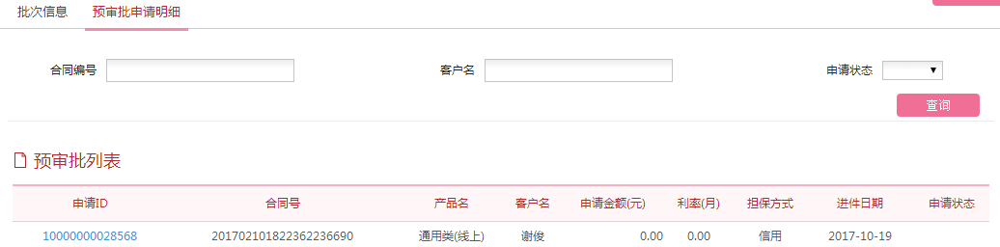 批次信息 预审批申请明细
合同编号 客户名 申请状态
查询
预审批列表
申请ID 合同号 产品名 客户名 申请金额(元) 利率(月) 担保方式 进件日期 申请状态
10000000028568 201702101822362236690 通用类(线上) 谢俊 0.00 0.00 信用 2017-10-19